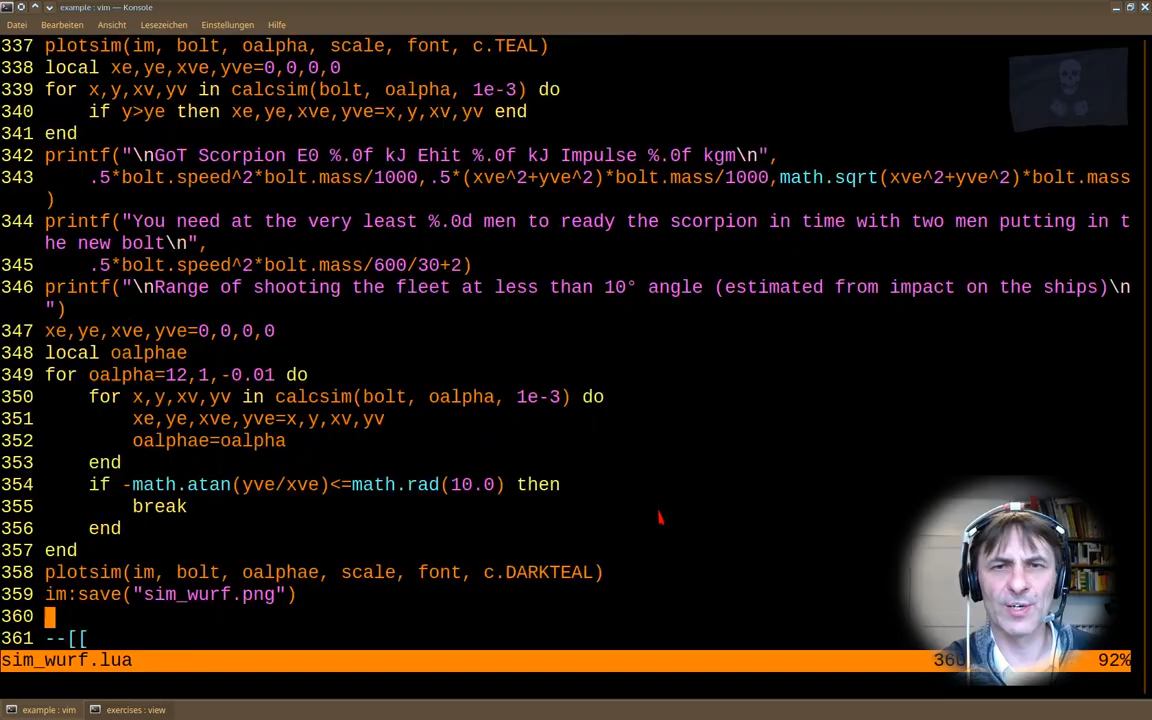 example : vim — Konsole
Datei Bearbeiten Ansicht Lesezeichen Einstellungen Hilfe
337 plotsim(im, bolt, oalpha, scale, font, c.TEAL)
338 local xe,ye,xve,yve=0,0,0,0
339 for x,y,xv,yv in calcsim(bolt, oalpha, 1e-3) do
340     if y>ye then xe,ye,xve,yve=x,y,xv,yv end
341 end
342 printf("\nGoT Scorpion E0 %.0f kJ Ehit %.0f kJ Impulse %.0f kgm\n",
343     .5*bolt.speed^2*bolt.mass/1000,.5*(xve^2+yve^2)*bolt.mass/1000,math.sqrt(xve^2+yve^2)*bolt.mass
)
344 printf("You need at the very least %.0d men to ready the scorpion in time with two men putting in t
he new bolt\n",
345     .5*bolt.speed^2*bolt.mass/600/30+2)
346 printf("\nRange of shooting the fleet at less than 10° angle (estimated from impact on the ships)\n
")
347 xe,ye,xve,yve=0,0,0,0
348 local oalphae
349 for oalpha=12,1,-0.01 do
350     for x,y,xv,yv in calcsim(bolt, oalpha, 1e-3) do
351         xe,ye,xve,yve=x,y,xv,yv
352         oalphae=oalpha
353     end
354     if -math.atan(yve/xve)<=math.rad(10.0) then
355         break
356     end
357 end
358 plotsim(im, bolt, oalphae, scale, font, c.DARKTEAL)
359 im:save("sim_wurf.png")
360
361 --[[
sim_wurf.lua 92%
example : vim exercises : view